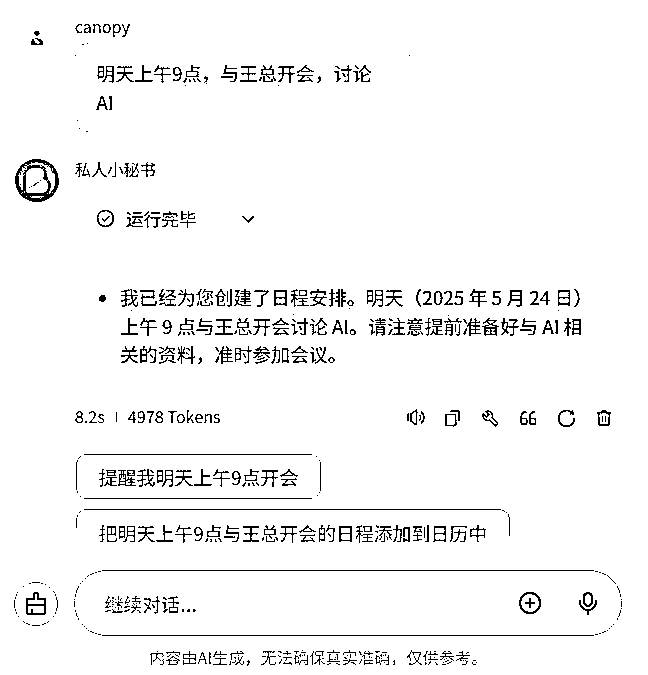 canopy
明天上午9点，与王总开会，讨论
AI
私人小秘书
运行完毕
我已经为您创建了日程安排。明天（2025 年 5 月 24 日）
上午 9 点与王总开会讨论 AI。请注意提前准备好与 AI 相
关的资料，准时参加会议。
8.2s | 4978 Tokens
提醒我明天上午9点开会
把明天上午9点与王总开会的日程添加到日历中
继续对话...
内容由AI生成，无法确保真实准确，仅供参考。